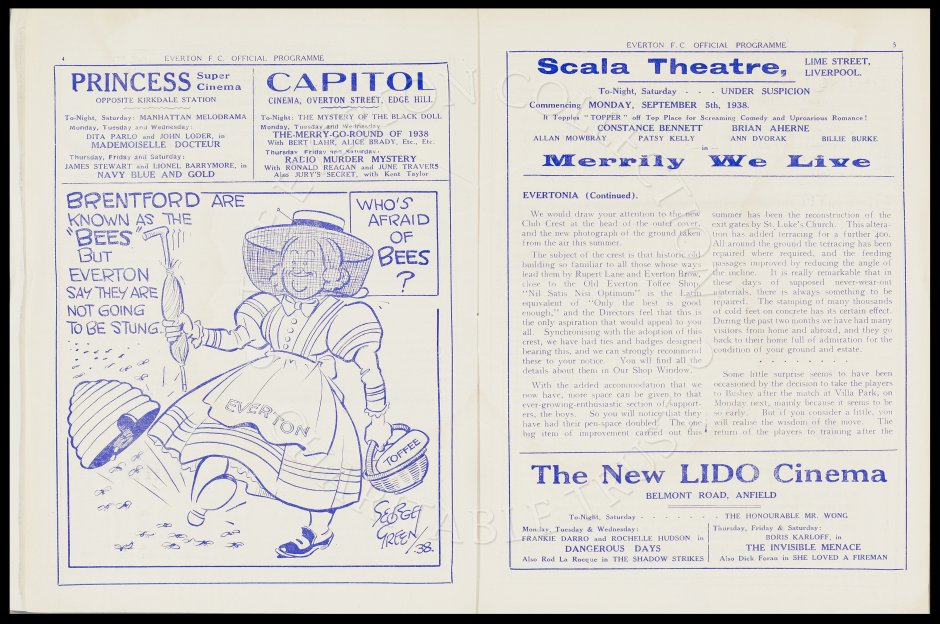 4
EVERTON F. C. OFFICIAL PROGRAMME
PRINCESS Super Cinema
OPPOSITE KIRKDALE STATION
To-Night, Saturday: MANHATTAN MELODRAMA
Monday, Tuesday and Wednesday:
DITA PARLO and JOHN LODER, in
MADEMOISELLE DOCTEUR
Thursday, Friday and Saturday:
JAMES STEWART and LIONEL BARRYMORE, in
NAVY BLUE AND GOLD
CAPITOL
CINEMA, OVERTON STREET, EDGE HILL
To-Night: THE MYSTERY OF THE BLACK DOLL
Monday, Tuesday and Wednesday
THE-MERRY-GO-ROUND OF 1938
With BERT LAHR, ALICE BRADY, Etc., Etc.
Thursday Friday and Saturday:
RADIO MURDER MYSTERY
With RONALD REAGAN and JUNE TRAVERS
Also JURY'S SECRET, with Kent Taylor
BRENTFORD ARE
KNOWN AS THE
"BEES"
BUT
EVERTON
SAY THEY ARE
NOT GOING
TO BE STUNG.
WHO'S
AFRAID
OF
BEES
?
EVERTON
TOFFEE
GEORGE
GREEN
/38.
EVERTON F. C. OFFICIAL PROGRAMME
5
Scala Theatre, LIME STREET,
LIVERPOOL.
To-Night, Saturday - - - UNDER SUSPICION
Commencing MONDAY, SEPTEMBER 5th, 1938.
It Topples "TOPPER" off Top Place for Screaming Comedy and Uproarious Romance!
CONSTANCE BENNETT BRIAN AHERNE
ALLAN MOWBRAY PATSY KELLY ANN DVORAK BILLIE BURKE
in
Merrily We Live
EVERTONIA (Continued).
We would draw your attention to the new
Club Crest at the head of the outer cover,
and the new photograph of the ground taken
from the air this summer.
The subject of the crest is that historic old
building so familiar to all those whose ways
lead them by Rupert Lane and Everton Brow,
close to the Old Everton Toffee Shop.
"Nil Satis Nisi Optimum" is the Latin
equivalent of "Only the best is good
enough," and the Directors feel that this is
the only aspiration that would appeal to you
all. Synchronising with the adoption of this
crest, we have had ties and badges designed
bearing this, and we can strongly recommend
these to your notice. You will find all the
details about them in Our Shop Window.
With the added accommodation that we
now have, more space can be given to that
ever-growing-enthusiastic section of support-
ers, the boys. So you will notice that they
have had their pen-space doubled. The one
big item of improvement carried out this
summer has been the reconstruction of the
exit gates by St. Luke's Church. This altera-
tion has added terracing for a further 400.
All around the ground the terracing has been
repaired where required, and the feeding
passages improved by reducing the angle of
the incline. It is really remarkable that in
these days of supposed never-wear-out
materials, there is always something to be
repaired. The stamping of many thousands
of cold feet on concrete has its certain effect.
During the past two months we have had many
visitors from home and abroad, and they go
back to their home full of admiration for the
condition of your ground and estate.
. . . . . . .
Some little surprise seems to have been
occasioned by the decision to take the players
to Bushey after the match at Villa Park, on
Monday next, mainly because it seems to be
so early. But if you consider a little, you
will realise the wisdom of the move. The
return of the players to training after the
The New LIDO Cinema
BELMONT ROAD, ANFIELD
To-Night, Saturday - - - - - - - - THE HONOURABLE MR. WONG
Monday, Tuesday & Wednesday:
FRANKIE DARRO and ROCHELLE HUDSON in
DANGEROUS DAYS
Also Rod La Rocque in THE SHADOW STRIKES
Thursday, Friday & Saturday:
BORIS KARLOFF, in
THE INVISIBLE MENACE
Also Dick Foran in SHE LOVED A FIREMAN